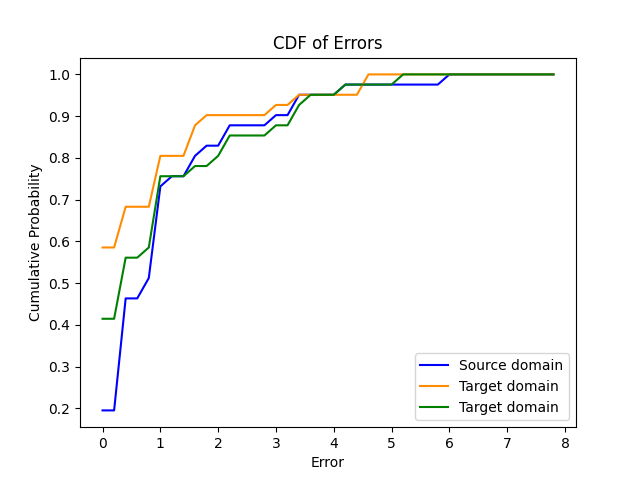 CDF of Errors
1.0
0.9
0.8
0.7
0.6
0.5
0.4
0.3
0.2
Cumulative Probability
Source domain
Target domain
Target domain
0 1 2 3 4 5 6 7 8
Error